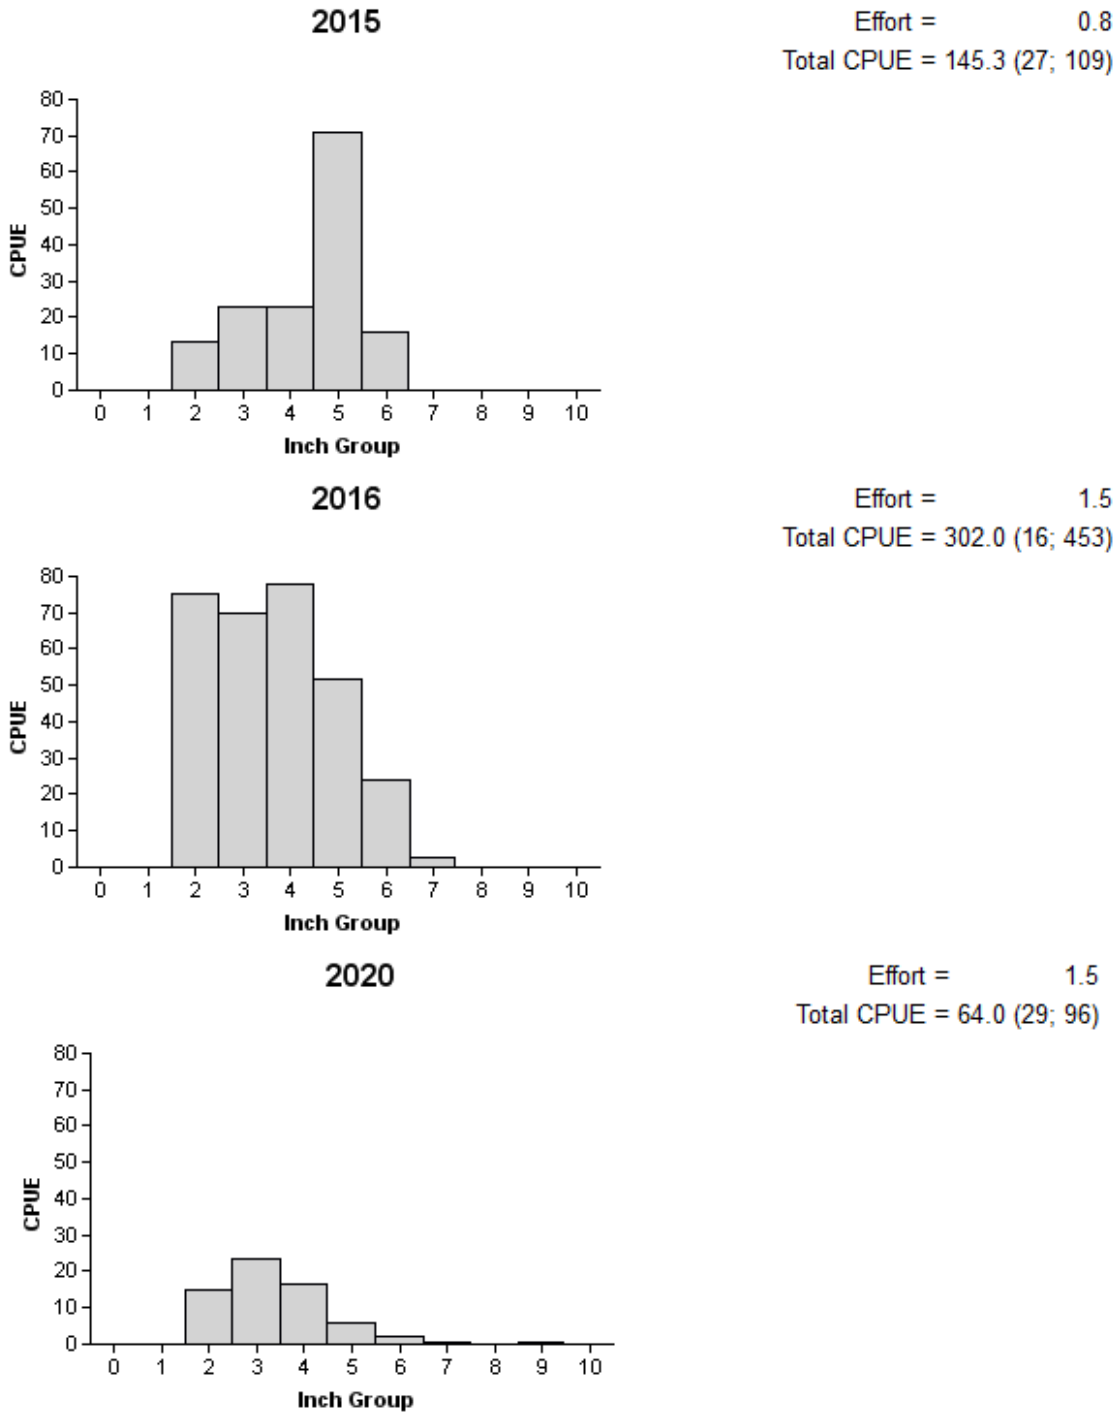 2015
Effort = 0.8
Total CPUE = 145.3 (27; 109)
80
70
60
50
40
30
20
10
0
CPUE
0 1 2 3 4 5 6 7 8 9 10
Inch Group
2016
Effort = 1.5
Total CPUE = 302.0 (16; 453)
80
70
60
50
40
30
20
10
0
CPUE
0 1 2 3 4 5 6 7 8 9 10
Inch Group
2020
Effort = 1.5
Total CPUE = 64.0 (29; 96)
80
70
60
50
40
30
20
10
0
CPUE
0 1 2 3 4 5 6 7 8 9 10
Inch Group